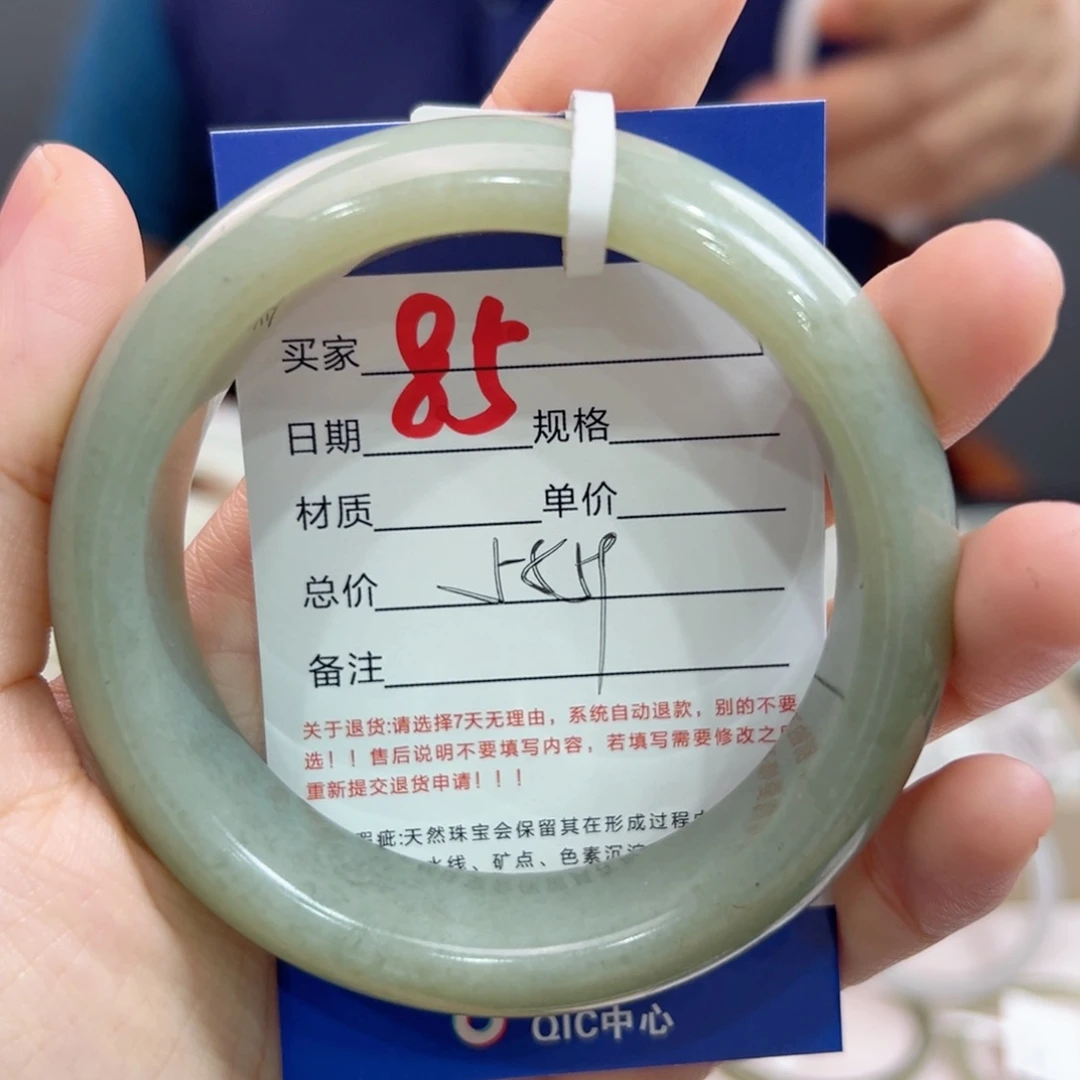 买家 85
日期 规格
材质 单价
总价
备注
关于退货:请选择7天无理由，系统自动退款，别的不要
选！！售后说明不要填写内容，若填写需要修改之
重新提交退货申请！！！
疵:天然珠宝会保留其在形成过程
水线、矿点、色素沉淀
QIC中心